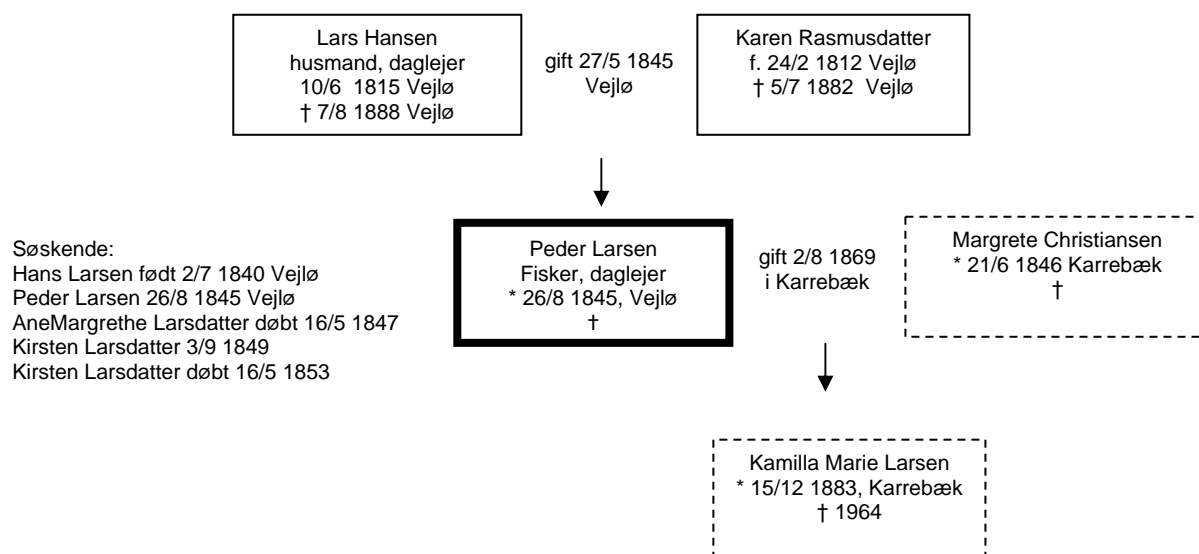 Lars Hansen
husmand, daglejer
10/6  1815 Vejlø
† 7/8 1888 Vejlø
gift 27/5 1845
Vejlø
Karen Rasmusdatter
f. 24/2 1812 Vejlø
† 5/7 1882  Vejlø
Søskende:
Hans Larsen født 2/7 1840 Vejlø
Peder Larsen 26/8 1845 Vejlø
AneMargrethe Larsdatter døbt 16/5 1847
Kirsten Larsdatter 3/9 1849
Kirsten Larsdatter døbt 16/5 1853
Peder Larsen
Fisker, daglejer
* 26/8 1845, Vejlø
†
gift 2/8 1869
i Karrebæk
Margrete Christiansen
* 21/6 1846 Karrebæk
†
Kamilla Marie Larsen
* 15/12 1883, Karrebæk
† 1964